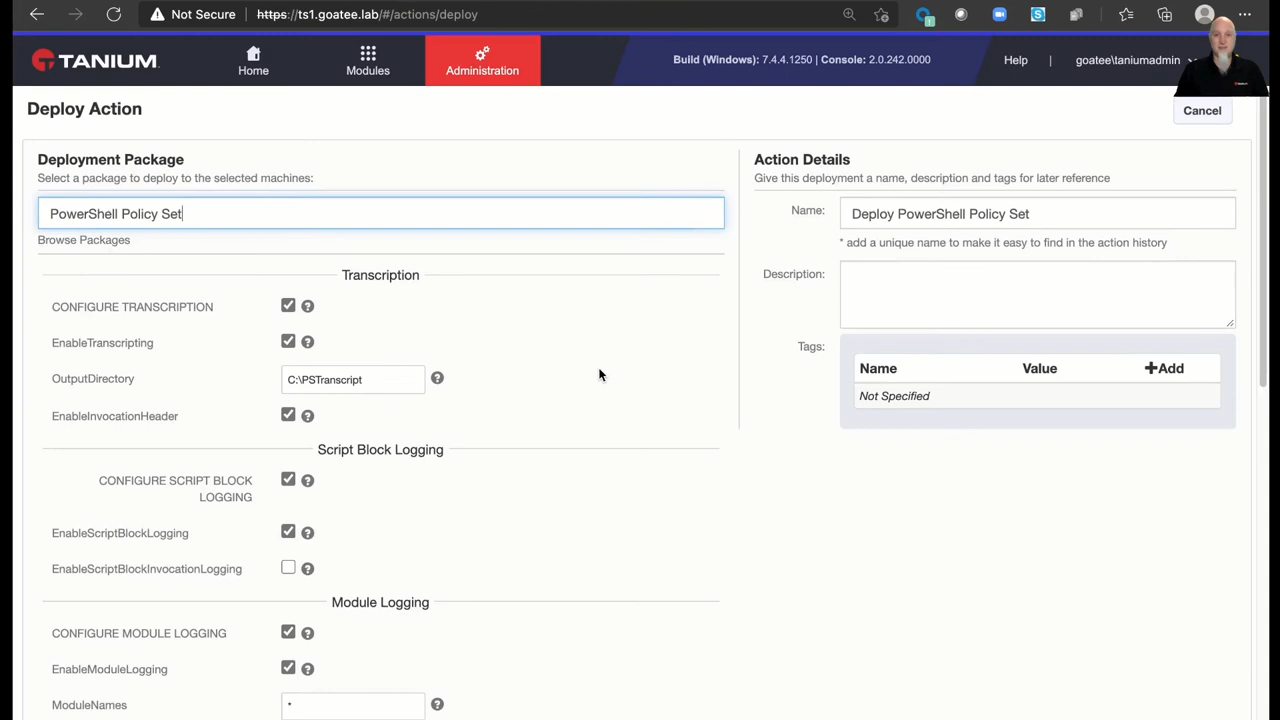 Not Secure
https://ts1.goatee.lab/#/actions/deploy
TANIUM
Home
Modules
Administration
Build (Windows): 7.4.4.1250 | Console: 2.0.242.0000
Help
goatee\taniumadmin
Deploy Action
Cancel
Deployment Package
Select a package to deploy to the selected machines:
PowerShell Policy Set
Browse Packages
Transcription
CONFIGURE TRANSCRIPTION
EnableTranscripting
OutputDirectory
C:\PSTranscript
EnableInvocationHeader
Script Block Logging
CONFIGURE SCRIPT BLOCK
LOGGING
EnableScriptBlockLogging
EnableScriptBlockInvocationLogging
Module Logging
CONFIGURE MODULE LOGGING
EnableModuleLogging
ModuleNames
*
Action Details
Give this deployment a name, description and tags for later reference
Name:
Deploy PowerShell Policy Set
* add a unique name to make it easy to find in the action history
Description:
Tags:
Name Value +Add
Not Specified